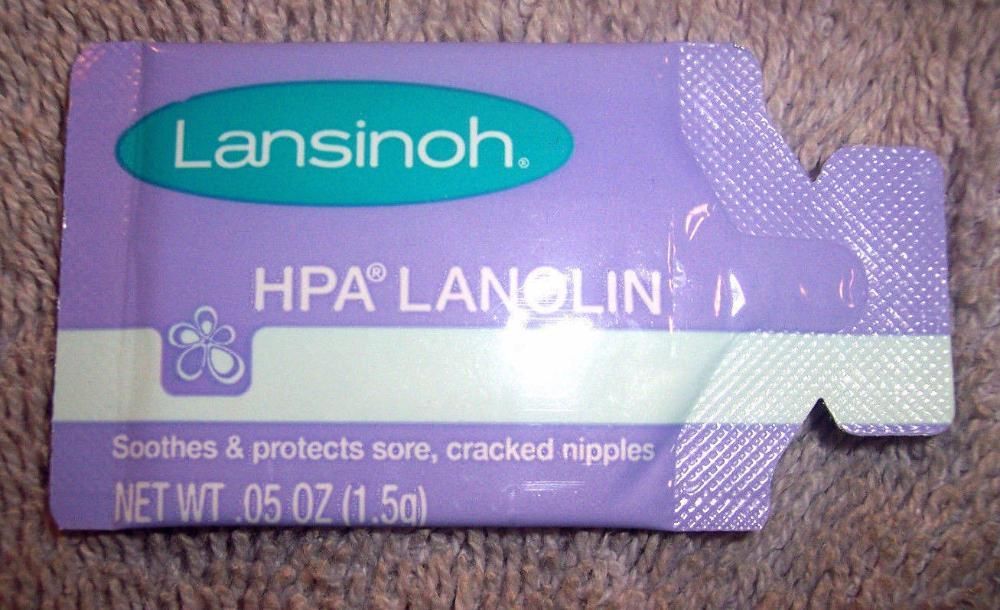 Lansinoh®
HPA® LANOLIN
Soothes & protects sore, cracked nipples
NET WT .05 OZ (1.5g)